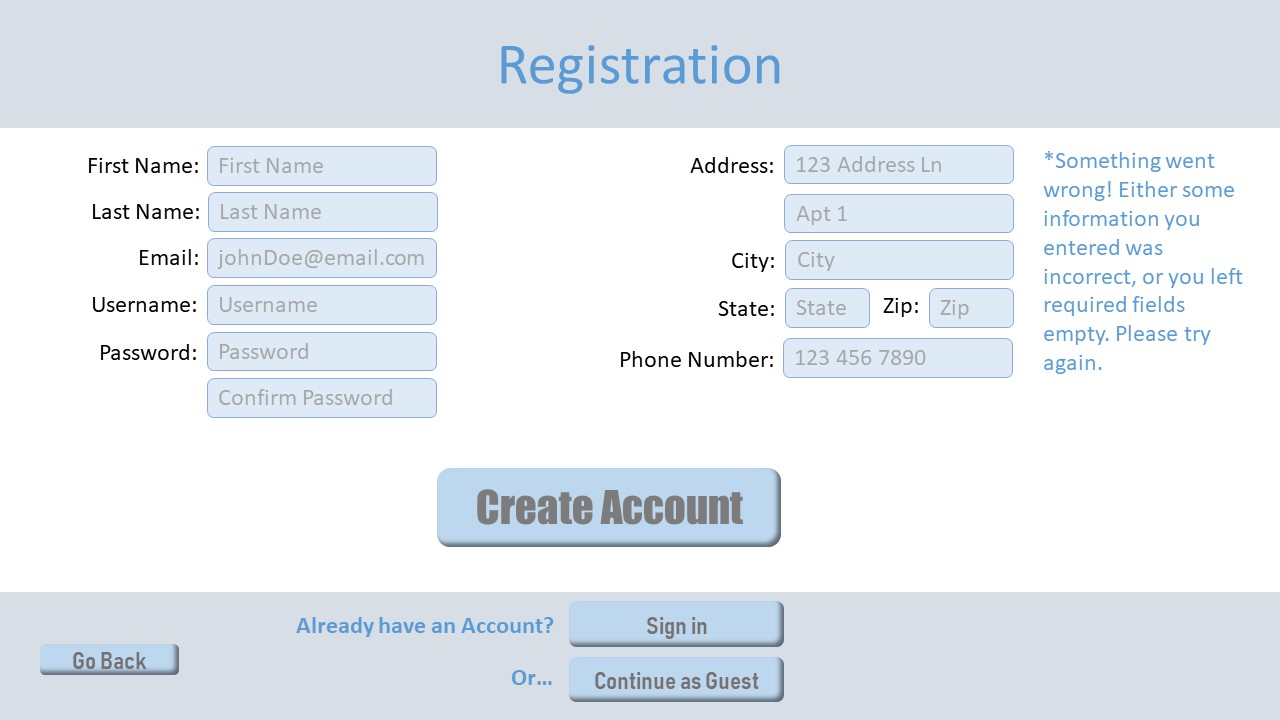 Registration
First Name: First Name
Last Name: Last Name
Email: johnDoe@email.com
Username: Username
Password: Password
Confirm Password
Address: 123 Address Ln
Apt 1
City: City
State: State Zip: Zip
Phone Number: 123 456 7890
*Something went
wrong! Either some
information you
entered was
incorrect, or you left
required fields
empty. Please try
again.
Create Account
Already have an Account? Sign in
Go Back
Or... Continue as Guest